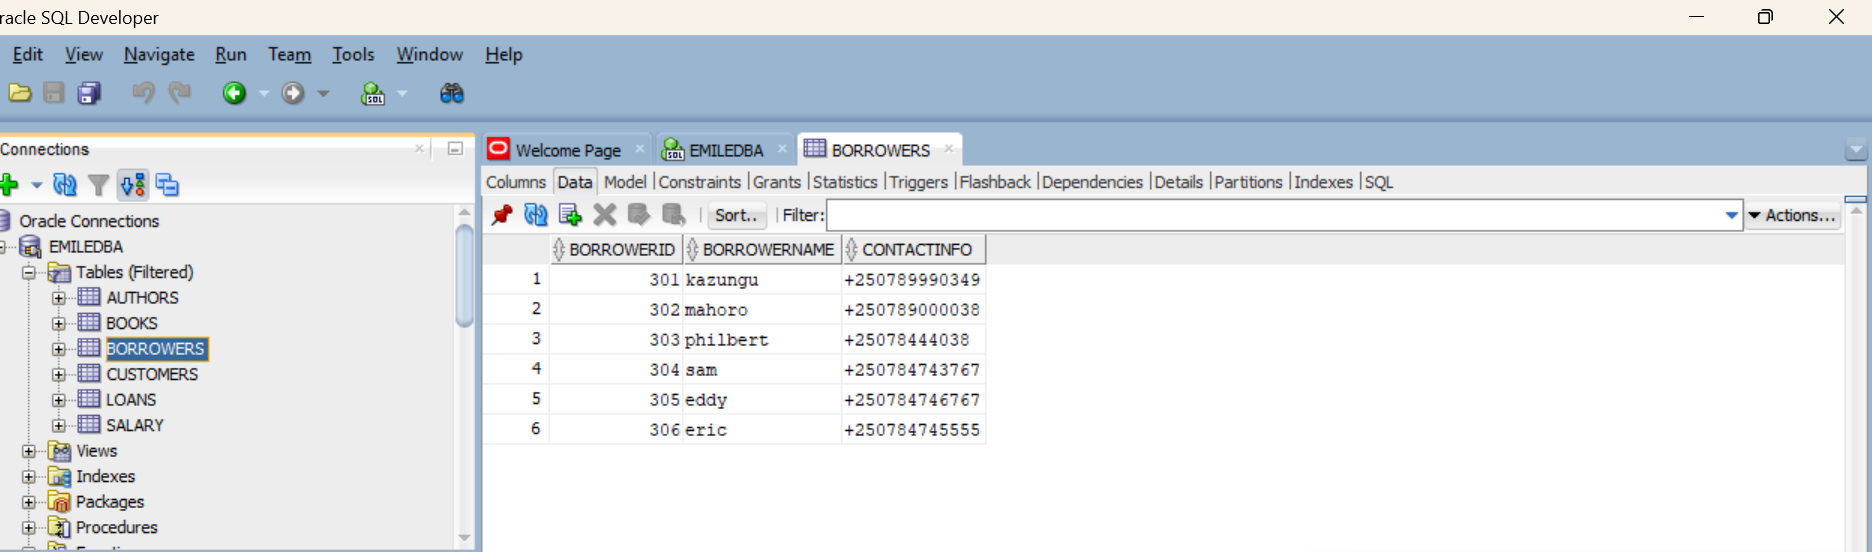 racle SQL Developer
Edit View Navigate Run Team Tools Window Help
SQL
Connections
Welcome Page
SQL EMILEDBA
BORROWERS
Columns Data Model Constraints Grants Statistics Triggers Flashback Dependencies Details Partitions Indexes SQL
Sort.. Filter: Actions...
Oracle Connections
EMILEDBA
Tables (Filtered)
AUTHORS
BOOKS
BORROWERS
CUSTOMERS
LOANS
SALARY
Views
Indexes
Packages
Procedures
BORROWERID BORROWERNAME CONTACTINFO
1 301 kazungu +250789990349
2 302 mahoro +250789000038
3 303 philbert +25078444038
4 304 sam +250784743767
5 305 eddy +250784746767
6 306 eric +250784745555